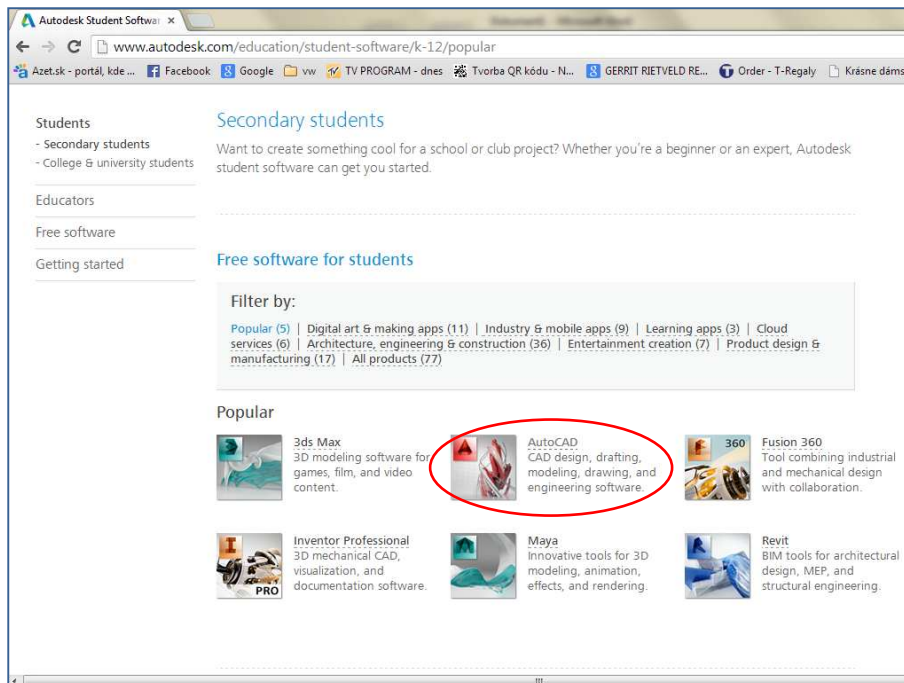 Autodesk Student Softwar
www.autodesk.com/education/student-software/k-12/popular
Azet.sk - portál, kde ... Facebook Google vw TV PROGRAM - dnes Tvorba QR kódu - N... GERRIT RIETVELD RE... Order - T-Regaly Krásne dáms
Students
- Secondary students
- College & university students
Educators
Free software
Getting started
Secondary students
Want to create something cool for a school or club project? Whether you're a beginner or an expert, Autodesk
student software can get you started.
Free software for students
Filter by:
Popular (5) | Digital art & making apps (11) | Industry & mobile apps (9) | Learning apps (3) | Cloud
services (6) | Architecture, engineering & construction (36) | Entertainment creation (7) | Product design &
manufacturing (17) | All products (77)
Popular
3ds Max
3D modeling software for
games, film, and video
content.
AutoCAD
CAD design, drafting,
modeling, drawing, and
engineering software.
360
Fusion 360
Tool combining industrial
and mechanical design
with collaboration.
PRO
Inventor Professional
3D mechanical CAD,
visualization, and
documentation software.
Maya
Innovative tools for 3D
modeling, animation,
effects, and rendering.
Revit
BIM tools for architectural
design, MEP, and
structural engineering.